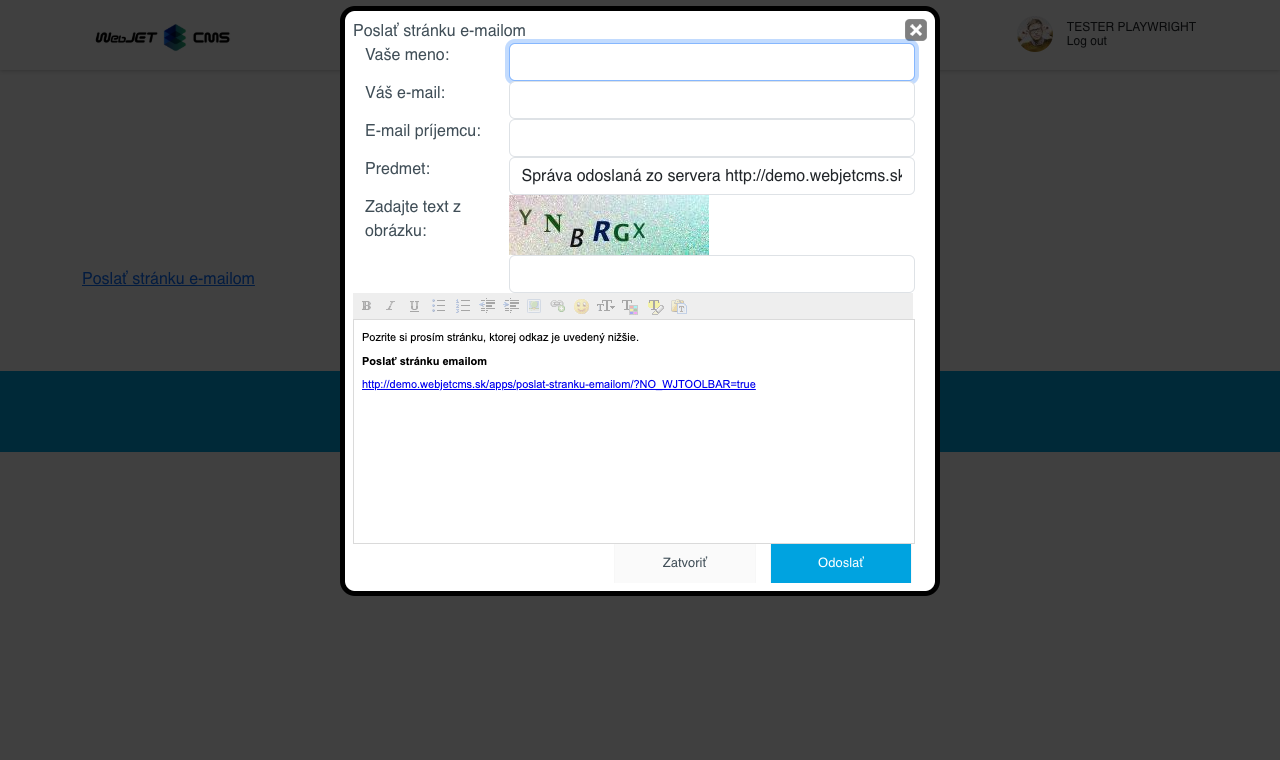 WebJET CMS
TESTER PLAYWRIGHT
Log out
Poslať stránku e-mailom
Poslať stránku e-mailom
Vaše meno:
Váš e-mail:
E-mail príjemcu:
Predmet:
Správa odoslaná zo servera http://demo.webjetcms.sk
Zadajte text z
obrázku:
Y N B R G X
Pozrite si prosím stránku, ktorej odkaz je uvedený nižšie.
Poslať stránku emailom
http://demo.webjetcms.sk/apps/poslat-stranku-emailom/?NO_WJTOOLBAR=true
Zatvoriť
Odoslať